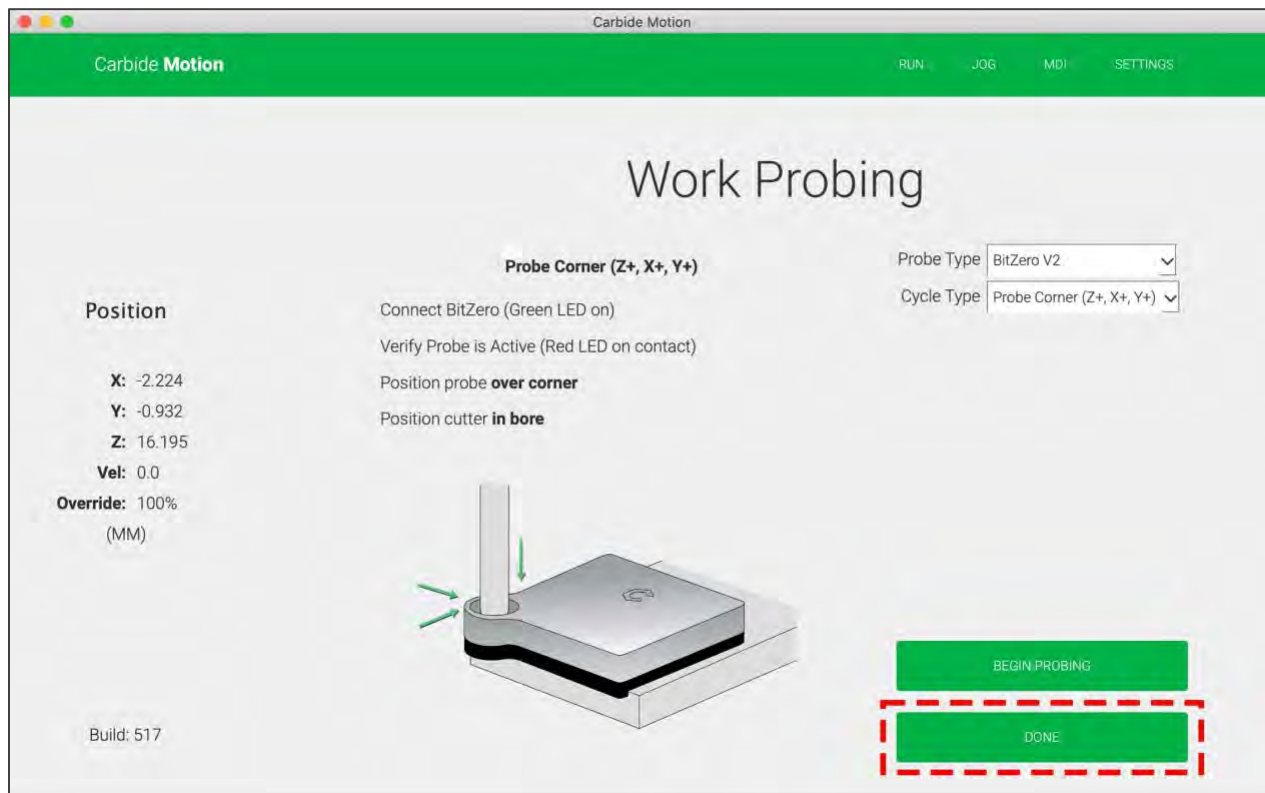 Carbide Motion
Carbide Motion
RUN JOG MDI SETTINGS
Work Probing
Probe Corner (Z+, X+, Y+)
Connect BitZero (Green LED on)
Verify Probe is Active (Red LED on contact)
Position probe over corner
Position cutter in bore
Probe Type BitZero V2
Cycle Type Probe Corner (Z+, X+, Y+)
Position
X: -2.224
Y: -0.932
Z: 16.195
Vel: 0.0
Override: 100%
(MM)
BEGIN PROBING
DONE
Build: 517